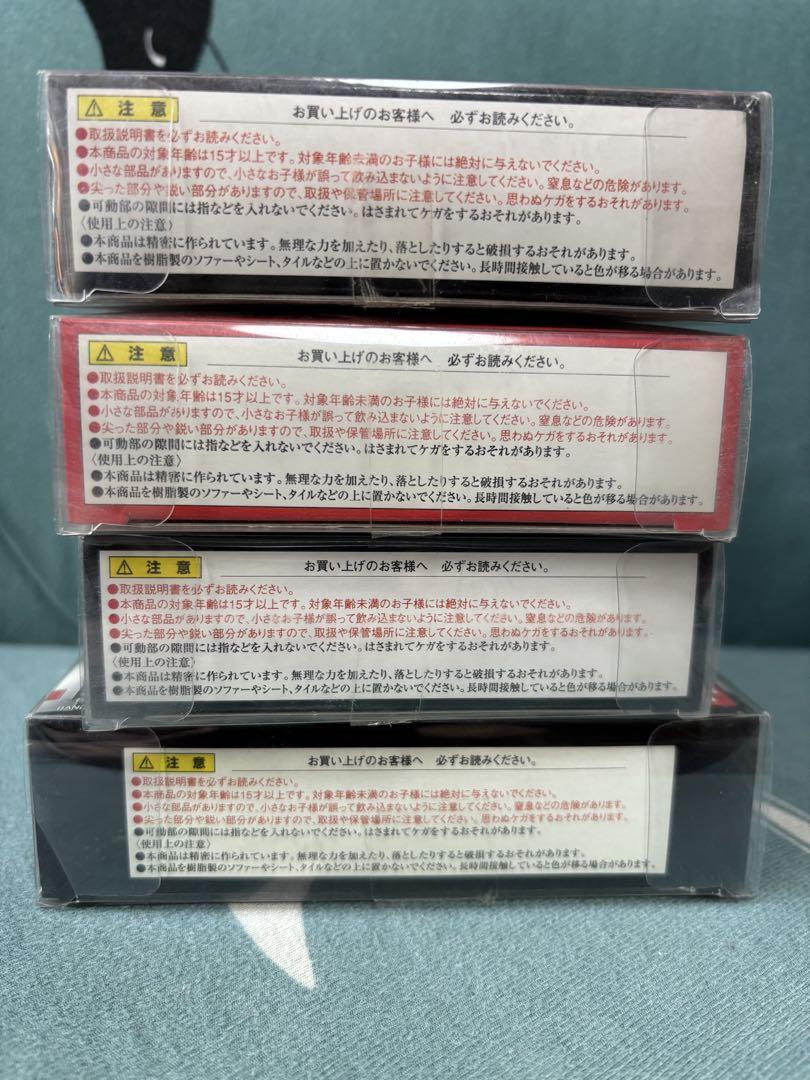 注意
お買い上げのお客様へ 必ずお読みください。
●取扱説明書を必ずお読みください。
●本商品の対象年齢は15才以上です。対象年齢未満のお子様には絶対に与えないでください。
●小さな部品がありますので、小さなお子様が誤って飲み込まないように注意してください。窒息などの危険があります。
●尖った部分や鋭い部分がありますので、取扱や保管場所に注意してください。思わぬケガをするおそれがあります。
●可動部の隙間には指などを入れないでください。はさまれてケガをするおそれがあります。
〈使用上の注意〉
●本商品は精密に作られています。無理な力を加えたり、落としたりすると破損するおそれがあります。
●本商品を樹脂製のソファーやシート、タイルなどの上に置かないでください。長時間接触していると色が移る場合があります。
注意
お買い上げのお客様へ 必ずお読みください。
●取扱説明書を必ずお読みください。
●本商品の対象年齢は15才以上です。対象年齢未満のお子様には絶対に与えないでください。
●小さな部品がありますので、小さなお子様が誤って飲み込まないように注意してください。窒息などの危険があります。
●尖った部分や鋭い部分がありますので、取扱や保管場所に注意してください。思わぬケガをするおそれがあります。
●可動部の隙間には指などを入れないでください。はさまれてケガをするおそれがあります。
〈使用上の注意〉
●本商品は精密に作られています。無理な力を加えたり、落としたりすると破損するおそれがあります。
●本商品を樹脂製のソファーやシート、タイルなどの上に置かないでください。長時間接触していると色が移る場合があります。
注意
お買い上げのお客様へ 必ずお読みください。
●取扱説明書を必ずお読みください。
●本商品の対象年齢は15才以上です。対象年齢未満のお子様には絶対に与えないでください。
●小さな部品がありますので、小さなお子様が誤って飲み込まないように注意してください。窒息などの危険があります。
●尖った部分や鋭い部分がありますので、取扱や保管場所に注意してください。思わぬケガをするおそれがあります。
●可動部の隙間には指などを入れないでください。はさまれてケガをするおそれがあります。
〈使用上の注意〉
●本商品は精密に作られています。無理な力を加えたり、落としたりすると破損するおそれがあります。
●本商品を樹脂製のソファーやシート、タイルなどの上に置かないでください。長時間接触していると色が移る場合があります。
注意
お買い上げのお客様へ 必ずお読みください。
●取扱説明書を必ずお読みください。
●本商品の対象年齢は15才以上です。対象年齢未満のお子様には絶対に与えないでください。
●小さな部品がありますので、小さなお子様が誤って飲み込まないように注意してください。窒息などの危険があります。
●尖った部分や鋭い部分がありますので、取扱や保管場所に注意してください。思わぬケガをするおそれがあります。
●可動部の隙間には指などを入れないでください。はさまれてケガをするおそれがあります。
〈使用上の注意〉
●本商品は精密に作られています。無理な力を加えたり、落としたりすると破損するおそれがあります。
●本商品を樹脂製のソファーやシート、タイルなどの上に置かないでください。長時間接触していると色が移る場合があります。